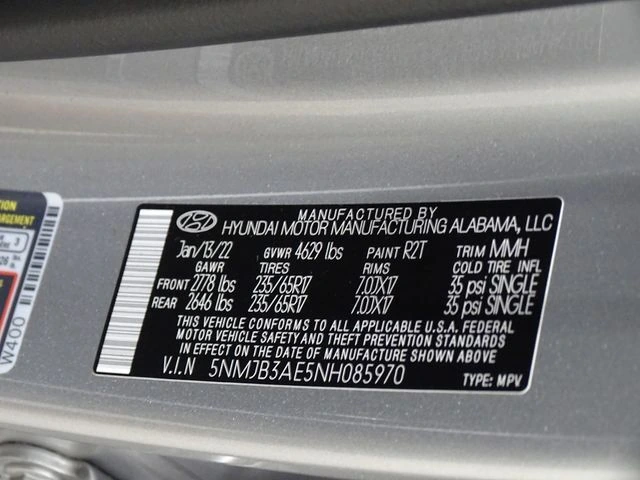 MANUFACTURED BY
HYUNDAI MOTOR MANUFACTURING ALABAMA, LLC
Jan/13/22 GVWR 4629 lbs PAINT R2T TRIM MMH
GAWR TIRES RIMS COLD TIRE INFL
FRONT 2778 lbs 235/65R17 7.0JX17 35 psi SINGLE
REAR 2646 lbs 235/65R17 7.0JX17 35 psi SINGLE
THIS VEHICLE CONFORMS TO ALL APPLICABLE U.S.A. FEDERAL
MOTOR VEHICLE SAFETY AND THEFT PREVENTION STANDARDS
IN EFFECT ON THE DATE OF MANUFACTURE SHOWN ABOVE.
V.I.N 5NMJB3AE5NH085970
TYPE: MPV
W400